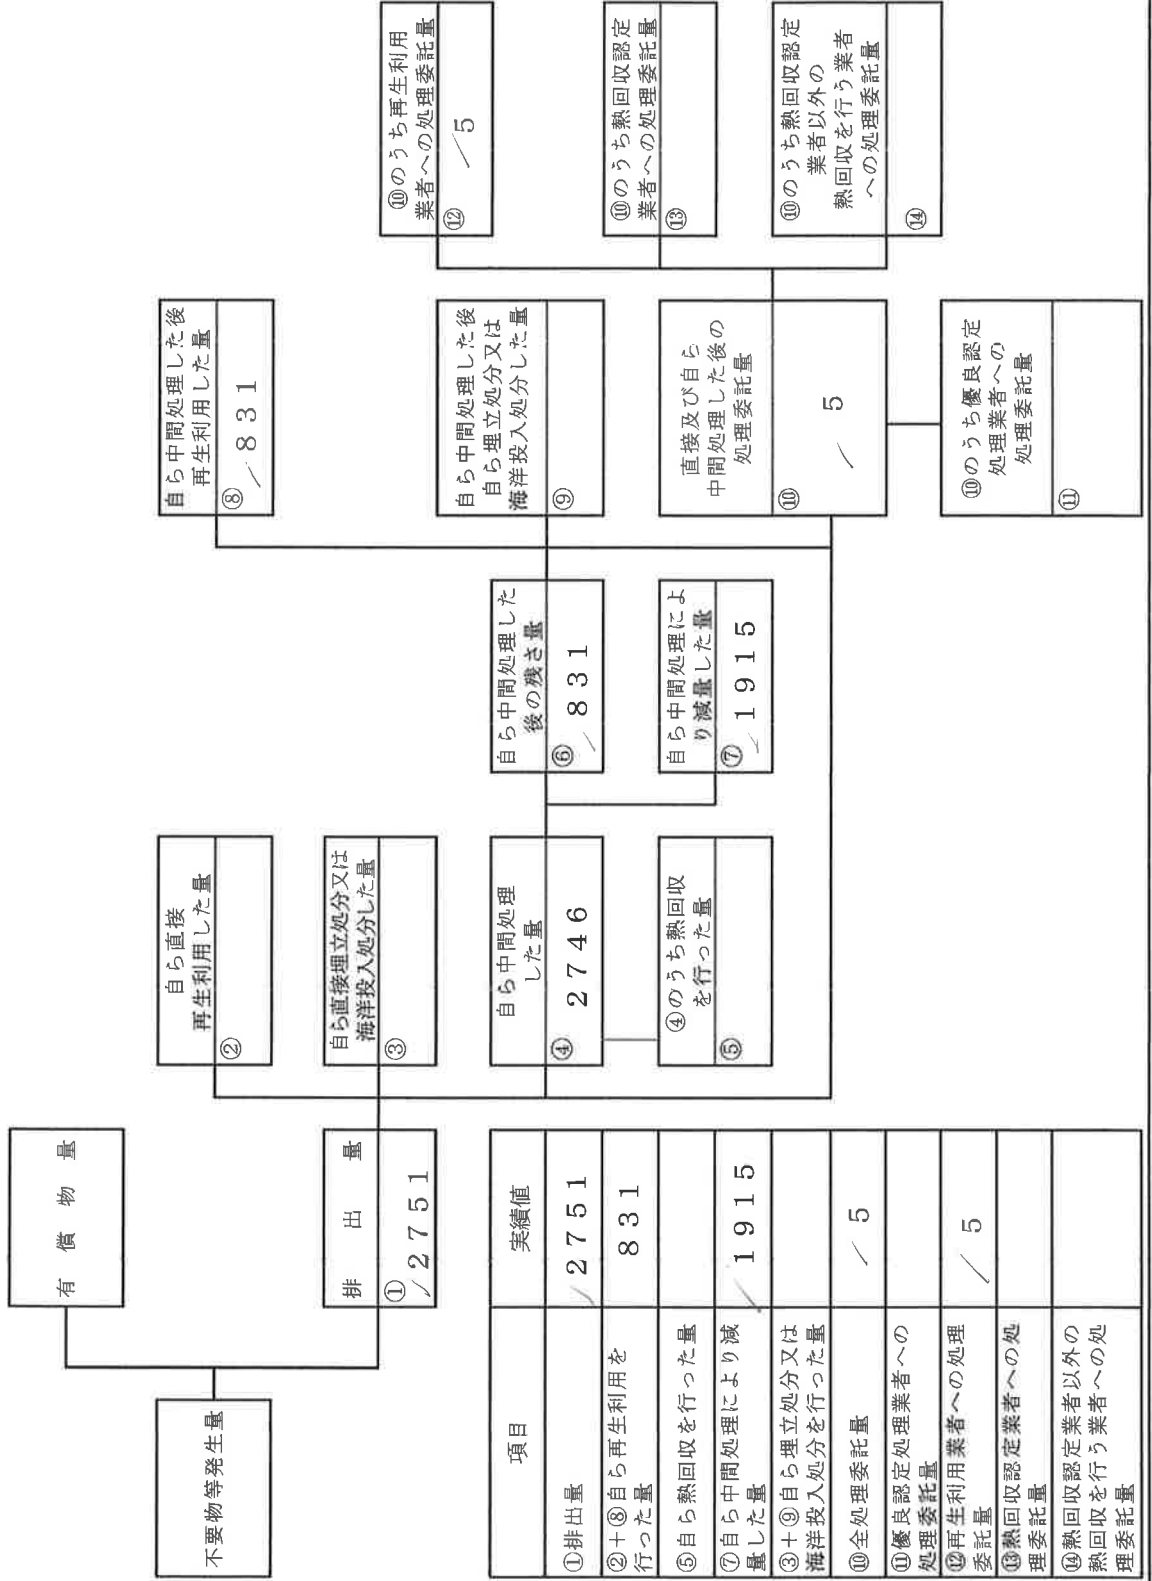 不要物等発生量
有償物量
排出量
① 2751
自ら直接
再生利用した量
②
自ら直接埋立処分又は
海洋投入処分した量
③
自ら中間処理
した量
④ 2746
④のうち熱回収
を行った量
⑤
自ら中間処理した
後の残さ量
⑥ 831
自ら中間処理によ
り減量した量
⑦ 1915
自ら中間処理した後
再生利用した量
⑧ 831
自ら中間処理した後
自ら埋立処分又は
海洋投入処分した量
⑨
直接及び自ら
中間処理した後の
処理委託量
⑩ 5
⑩のうち優良認定
処理業者への
処理委託量
⑪
⑩のうち再生利用
業者への処理委託量
⑫ 5
⑩のうち熱回収認定
業者への処理委託量
⑬
⑩のうち熱回収認定
業者以外の
熱回収を行う業者
への処理委託量
⑭
項目 実績値
①排出量 2751
②+⑧自ら再生利用を
行った量 831
⑤自ら熱回収を行った量
⑦自ら中間処理により減
量した量 1915
③+⑨自ら埋立処分又は
海洋投入処分を行った量
⑩全処理委託量 5
⑪優良認定処理業者への
処理委託量
⑫再生利用業者への処理
委託量 5
⑬熱回収認定業者への処
理委託量
⑭熱回収認定業者以外の
熱回収を行う業者への処
理委託量